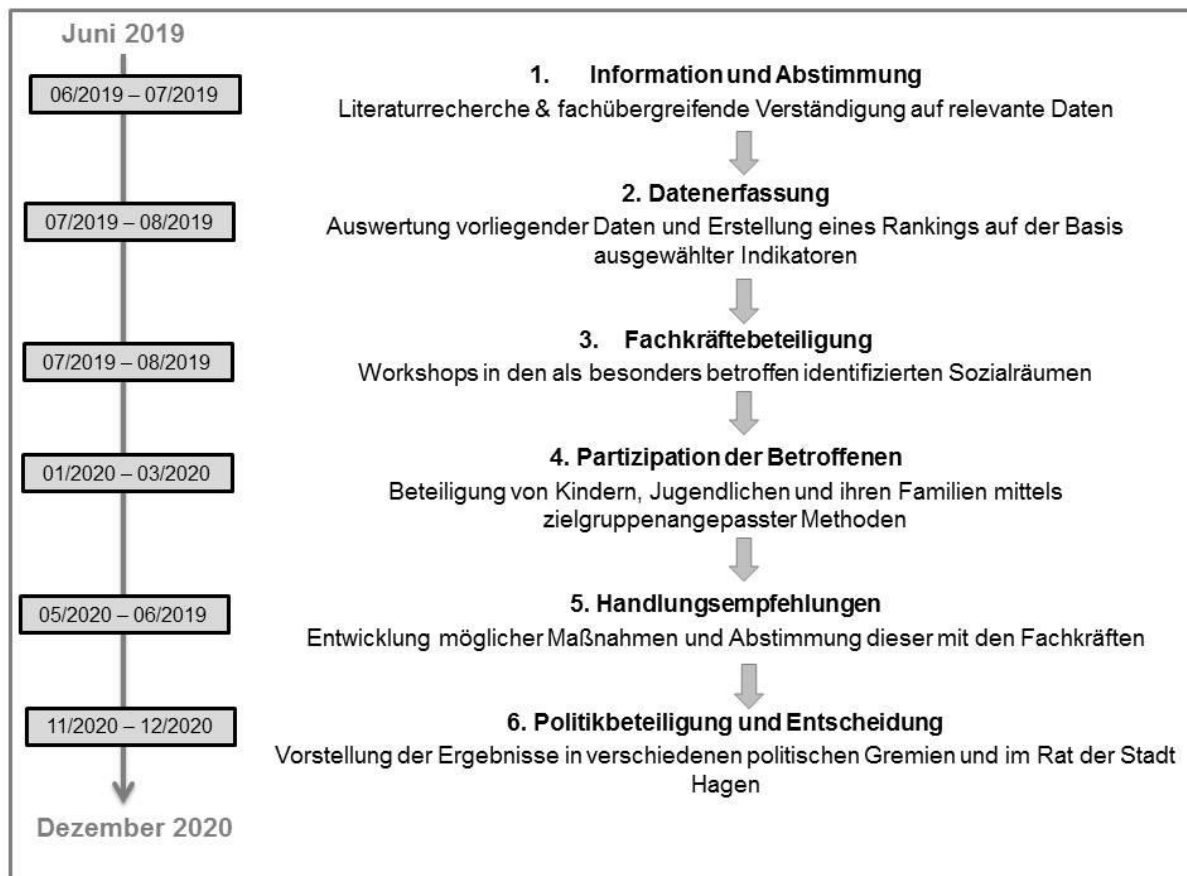 Juni 2019
06/2019 – 07/2019
1. Information und Abstimmung
Literaturrecherche & fachübergreifende Verständigung auf relevante Daten
07/2019 – 08/2019
2. Datenerfassung
Auswertung vorliegender Daten und Erstellung eines Rankings auf der Basis
ausgewählter Indikatoren
07/2019 – 08/2019
3. Fachkräftebeteiligung
Workshops in den als besonders betroffen identifizierten Sozialräumen
01/2020 – 03/2020
4. Partizipation der Betroffenen
Beteiligung von Kindern, Jugendlichen und ihren Familien mittels
zielgruppenangepasster Methoden
05/2020 – 06/2019
5. Handlungsempfehlungen
Entwicklung möglicher Maßnahmen und Abstimmung dieser mit den Fachkräften
11/2020 – 12/2020
6. Politikbeteiligung und Entscheidung
Vorstellung der Ergebnisse in verschiedenen politischen Gremien und im Rat der Stadt
Hagen
Dezember 2020